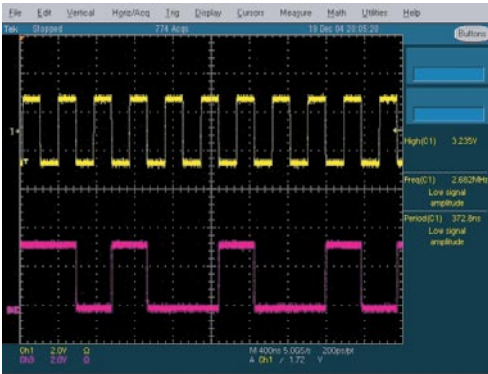 File Edit Vertical Horiz/Acq Trig Display Cursors Measure Math Utilities Help
Tek Stopped 774 Acqs 19 Dec 04 20:05:20
Buttons
1
High(C1) 3.235V
Freq(C1) 2.682MHz
Low signal
amplitude
Period(C1) 372.8ns
Low signal
amplitude
Ch1 2.0V Ω M 400ns 5.0GS/s 200ps/pt
Ch3 2.0V Ω A Ch1 / 1.72 V